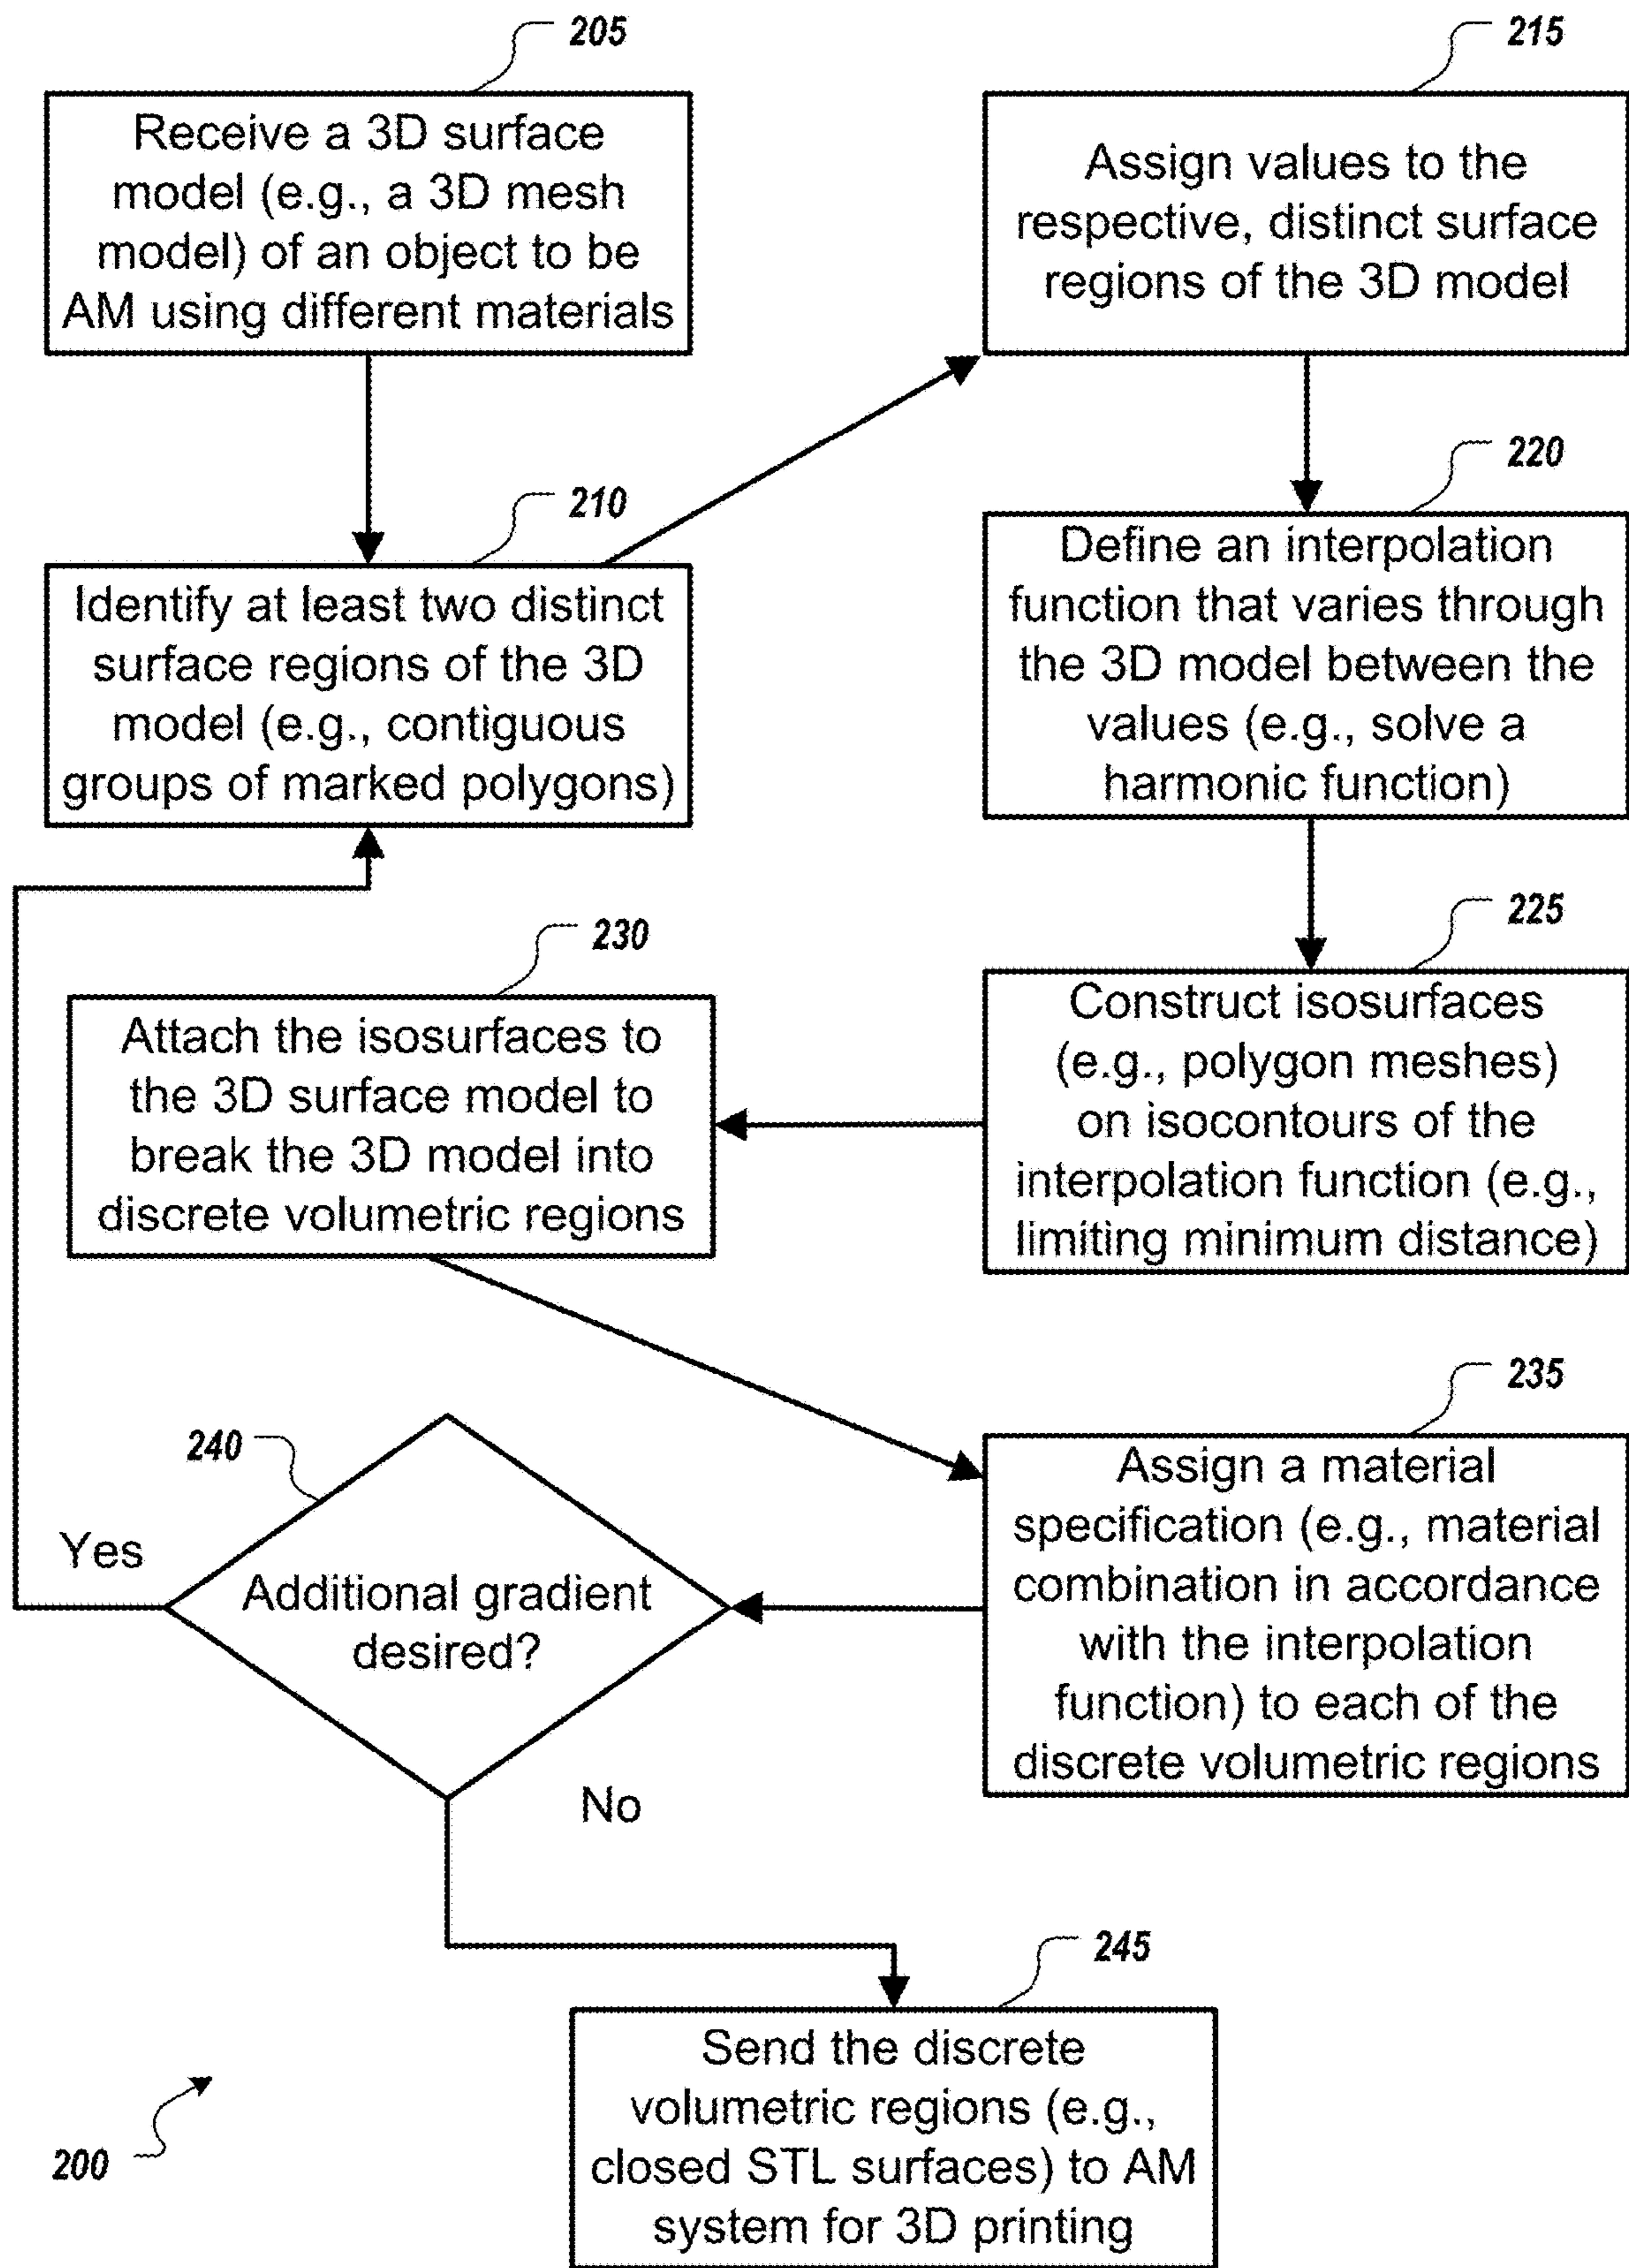 205
Receive a 3D surface
model (e.g., a 3D mesh
model) of an object to be
AM using different materials
210
Identify at least two distinct
surface regions of the 3D
model (e.g., contiguous
groups of marked polygons)
215
Assign values to the
respective, distinct surface
regions of the 3D model
220
Define an interpolation
function that varies through
the 3D model between the
values (e.g., solve a
harmonic function)
225
Construct isosurfaces
(e.g., polygon meshes)
on isocontours of the
interpolation function (e.g.,
limiting minimum distance)
230
Attach the isosurfaces to
the 3D surface model to
break the 3D model into
discrete volumetric regions
235
Assign a material
specification (e.g., material
combination in accordance
with the interpolation
function) to each of the
discrete volumetric regions
240
Additional gradient
desired?
Yes
No
245
Send the discrete
volumetric regions (e.g.,
closed STL surfaces) to AM
system for 3D printing
200